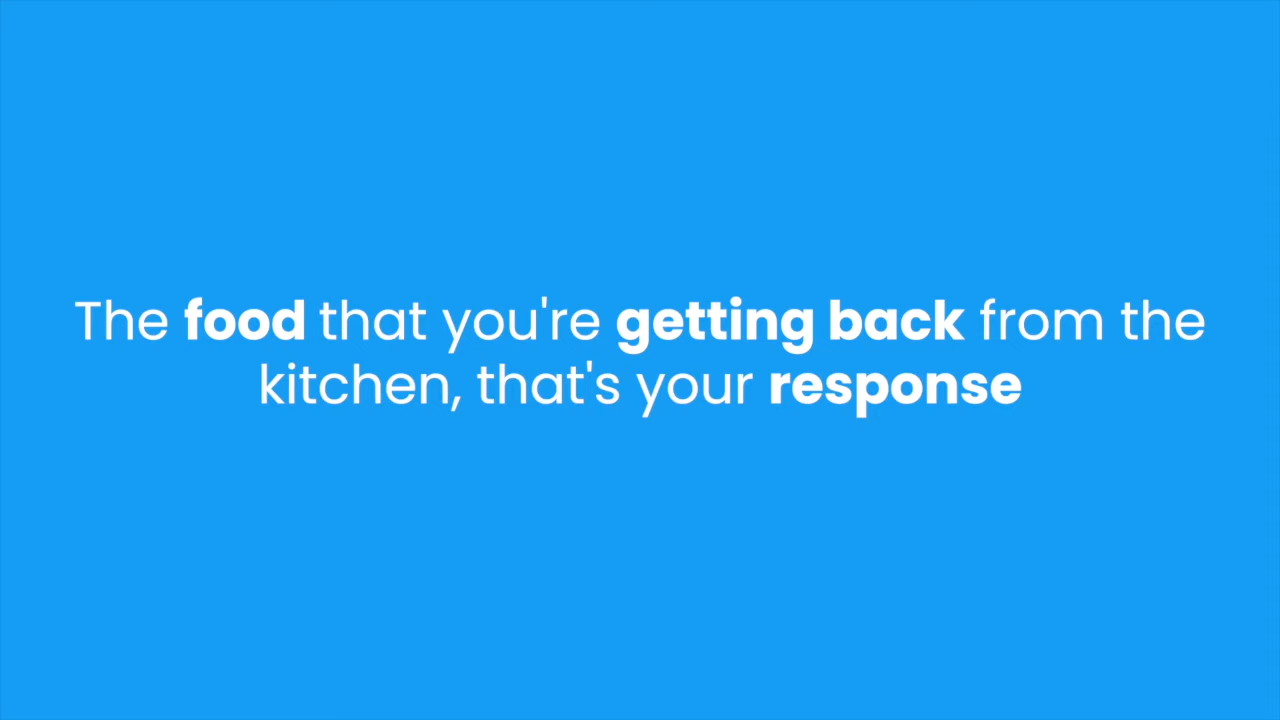 The food that you're getting back from the
kitchen, that's your response